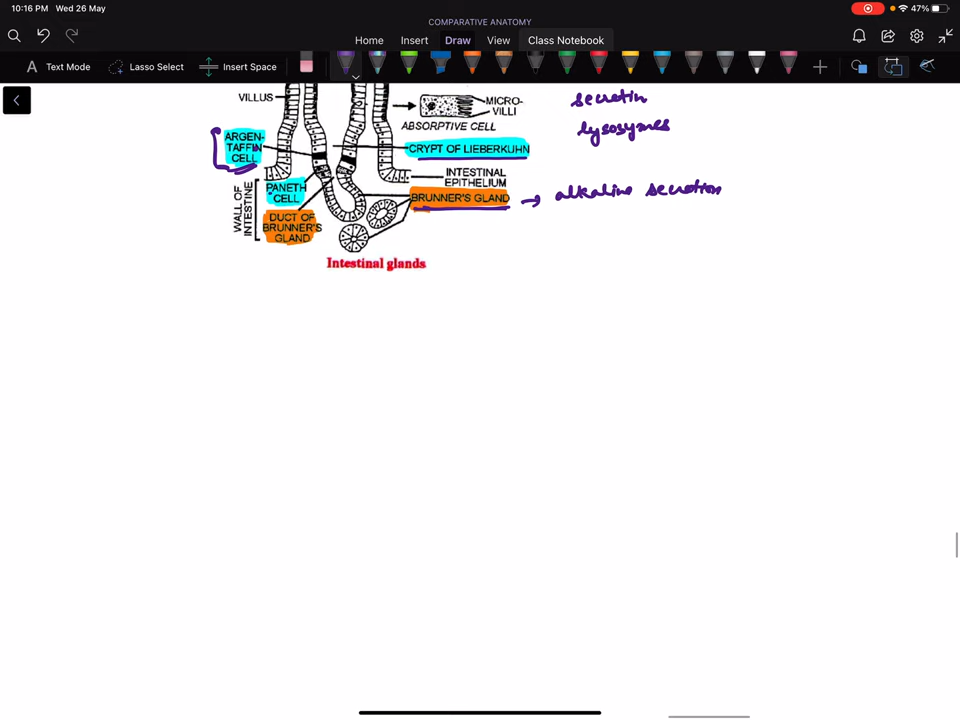 10:16 PM Wed 26 May
47%
COMPARATIVE ANATOMY
Home Insert Draw View Class Notebook
Text Mode Lasso Select Insert Space
VILLUS
MICRO-
VILLI
ABSORPTIVE CELL
secretin
lysosymes
ARGEN-
TAFFIN
CELL
CRYPT OF LIEBERKUHN
INTESTINAL
EPITHELIUM
PANETH
CELL
BRUNNER'S GLAND → alkaline secretion
WALL OF
INTESTINE
DUCT OF
BRUNNER'S
GLAND
Intestinal glands